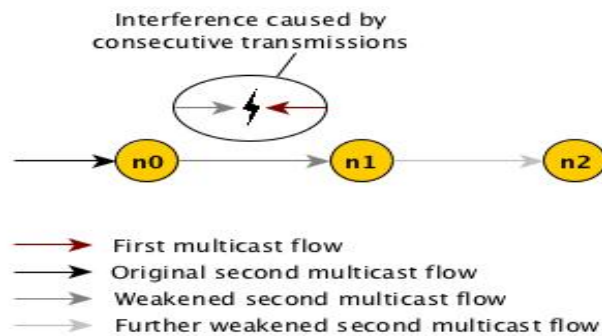 Interference caused by
consecutive transmissions
n0 n1 n2
First multicast flow
Original second multicast flow
Weakened second multicast flow
Further weakened second multicast flow